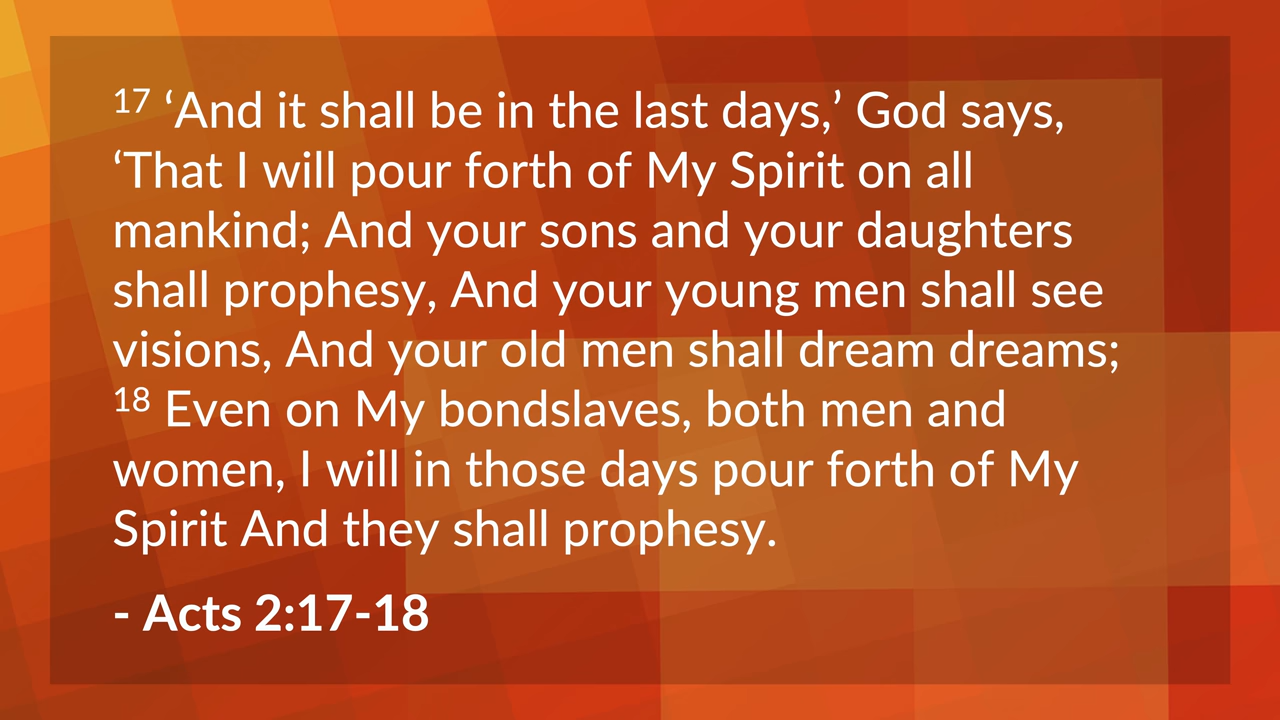 17 ‘And it shall be in the last days,’ God says,
‘That I will pour forth of My Spirit on all
mankind; And your sons and your daughters
shall prophesy, And your young men shall see
visions, And your old men shall dream dreams;
18 Even on My bondslaves, both men and
women, I will in those days pour forth of My
Spirit And they shall prophesy.
- Acts 2:17-18